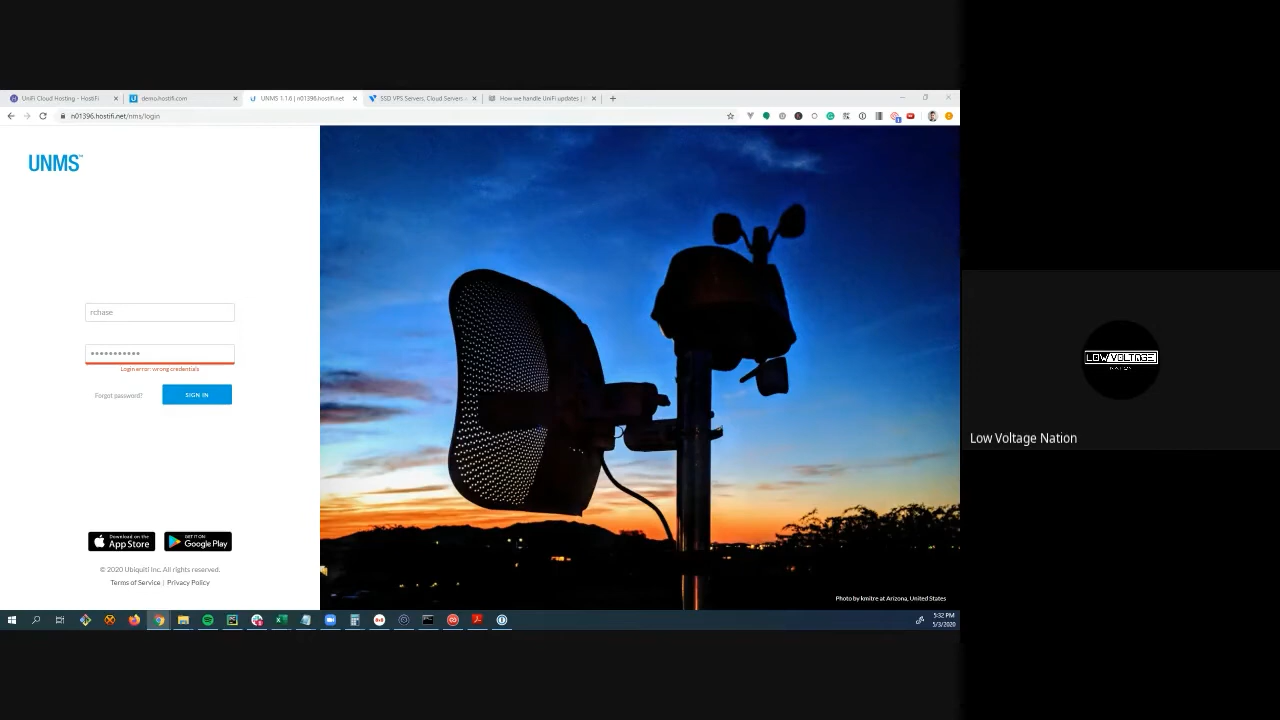 UniFi Cloud Hosting - HostiFi
demo.hostifi.com
UNMS 1.1.6 | n01396.hostifi.net
SSD VPS Servers, Cloud Servers
How we handle UniFi updates |
n01396.hostifi.net/nms/login
UNMS
rchase
Login error: wrong credentials
Forgot password?
SIGN IN
Download on the
App Store
GET IT ON
Google Play
© 2020 Ubiquiti Inc. All rights reserved.
Terms of Service | Privacy Policy
Photo by kmitre at Arizona, United States
5:32 PM
5/3/2020
LOW VOLTAGE
NATION
Low Voltage Nation